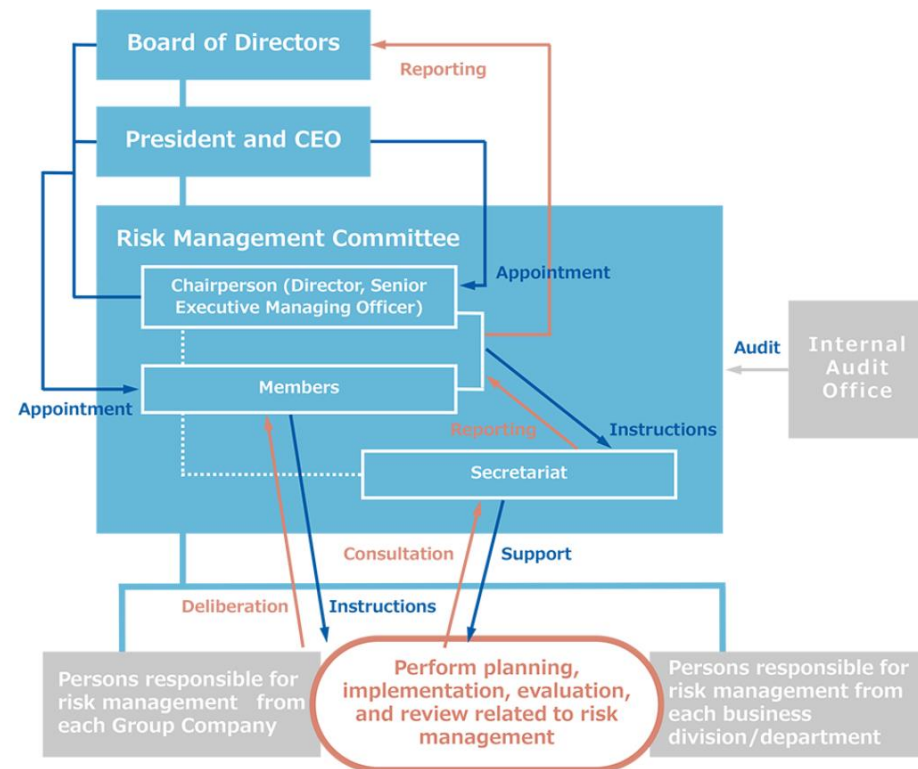 Board of Directors
Reporting
President and CEO
Risk Management Committee
Chairperson (Director, Senior
Executive Managing Officer)
Appointment
Audit
Internal
Audit
Office
Members
Appointment
Reporting
Instructions
Secretariat
Consultation
Support
Deliberation
Instructions
Persons responsible for
risk management from
each Group Company
Perform planning,
implementation, evaluation,
and review related to risk
management
Persons responsible for
risk management from
each business
division/department